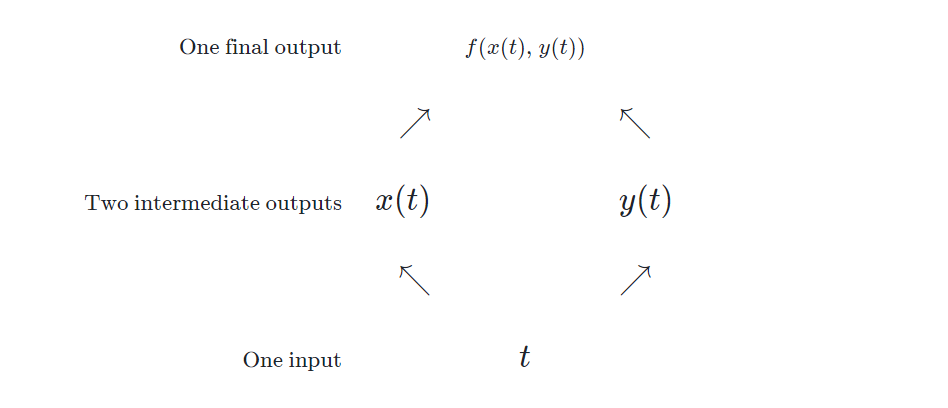 One final output f(x(t), y(t))
Two intermediate outputs x(t) y(t)
One input t